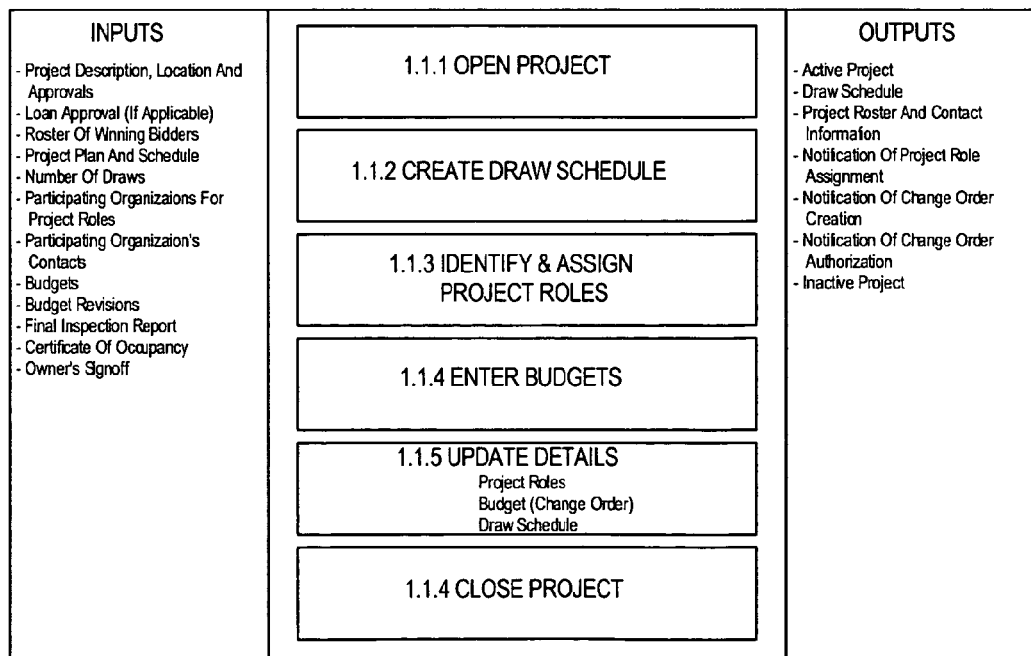 INPUTS
- Project Description, Location And
Approvals
- Loan Approval (If Applicable)
- Roster Of Winning Bidders
- Project Plan And Schedule
- Number Of Draws
- Participating Organizaions For
Project Roles
- Participating Organizaion's
Contacts
- Budgets
- Budget Revisions
- Final Inspection Report
- Certificate Of Occupancy
- Owner's Signoff
1.1.1 OPEN PROJECT
1.1.2 CREATE DRAW SCHEDULE
1.1.3 IDENTIFY & ASSIGN
PROJECT ROLES
1.1.4 ENTER BUDGETS
1.1.5 UPDATE DETAILS
Project Roles
Budget (Change Order)
Draw Schedule
1.1.4 CLOSE PROJECT
OUTPUTS
- Active Project
- Draw Schedule
- Project Roster And Contact
Information
- Notification Of Project Role
Assignment
- Notification Of Change Order
Creation
- Notification Of Change Order
Authorization
- Inactive Project